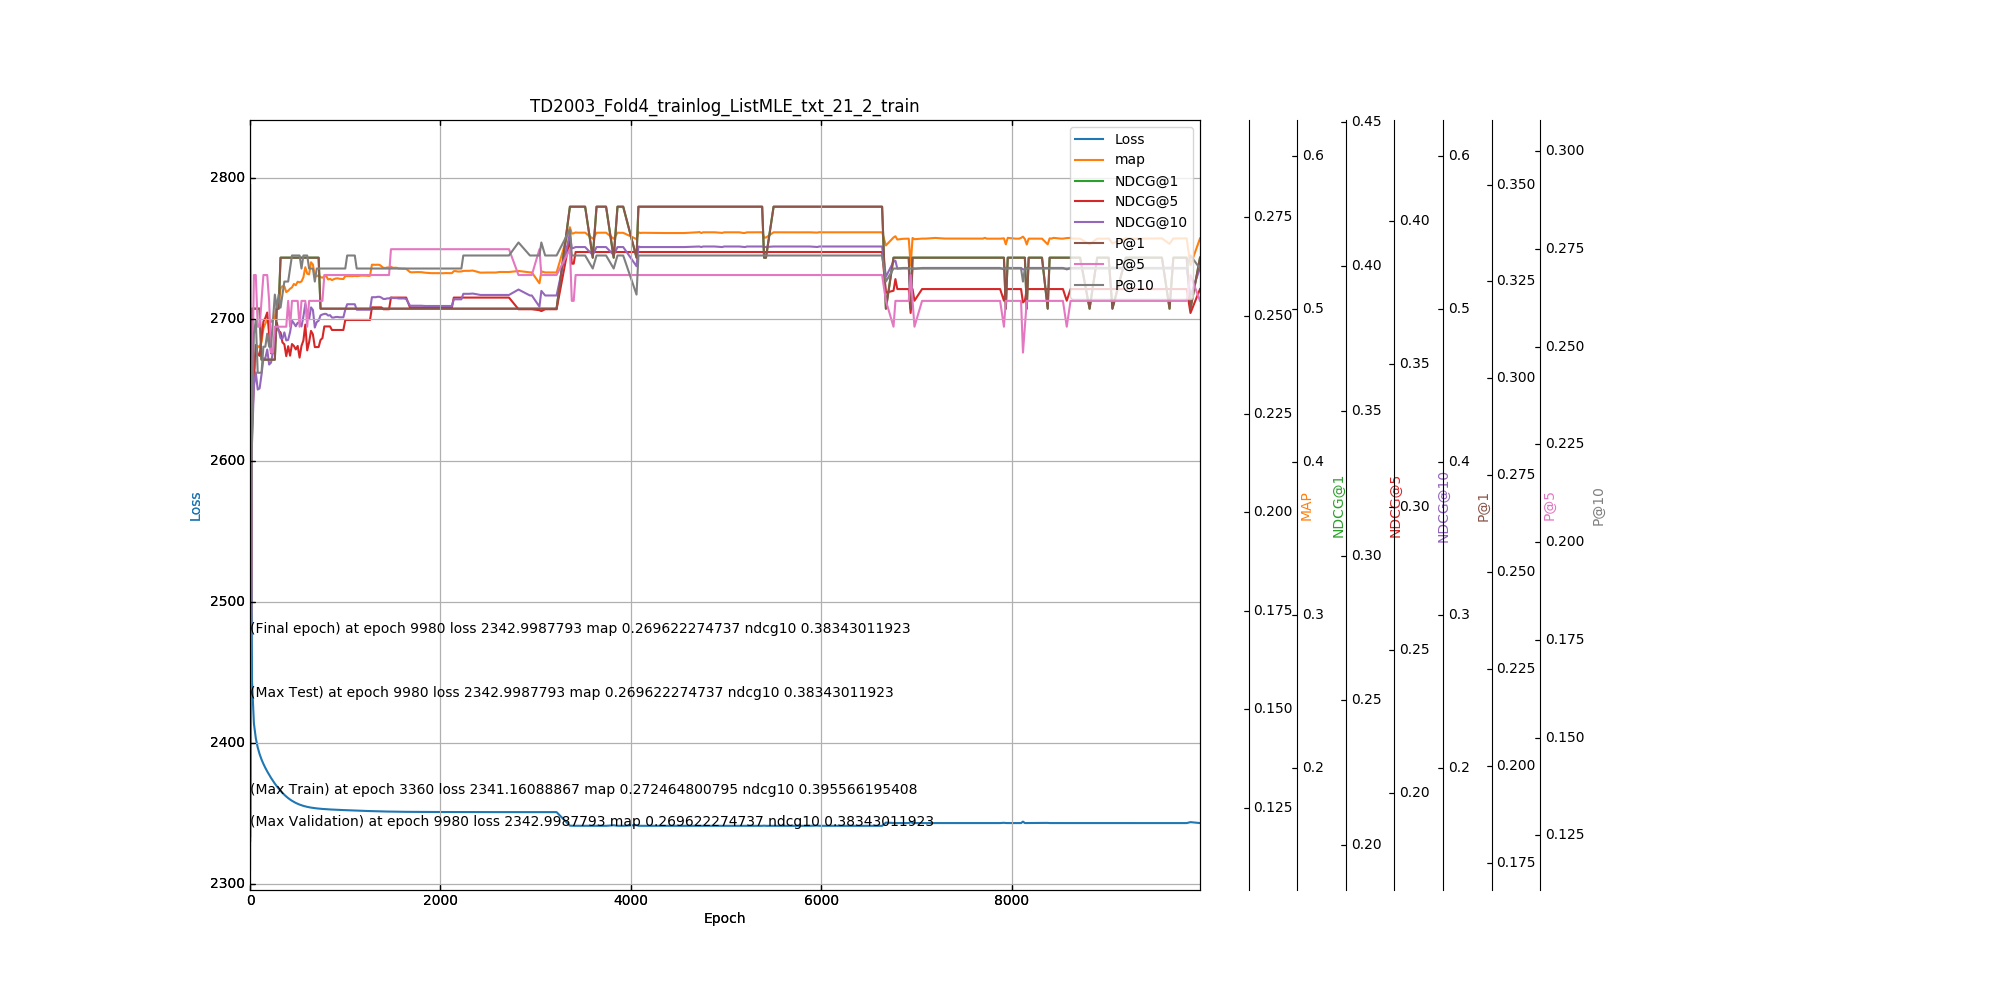 TD2003_Fold4_trainlog_ListMLE_txt_21_2_train
Loss
map
NDCG@1
NDCG@5
NDCG@10
P@1
P@5
P@10
2800
2700
2600
2500
2400
2300
Loss
(Final epoch) at epoch 9980 loss 2342.9987793 map 0.269622274737 ndcg10 0.38343011923
(Max Test) at epoch 9980 loss 2342.9987793 map 0.269622274737 ndcg10 0.38343011923
(Max Train) at epoch 3360 loss 2341.16088867 map 0.272464800795 ndcg10 0.395566195408
(Max Validation) at epoch 9980 loss 2342.9987793 map 0.269622274737 ndcg10 0.38343011923
0 2000 4000 6000 8000
Epoch
0.275
0.250
0.225
0.200
0.175
0.150
0.125
MAP
0.6
0.5
0.4
0.3
0.2
NDCG@1
0.45
0.40
0.35
0.30
0.25
0.20
NDCG@5
0.40
0.35
0.30
0.25
0.20
NDCG@10
0.6
0.5
0.4
0.3
0.2
P@1
0.350
0.325
0.300
0.275
0.250
0.225
0.200
0.175
P@5
0.300
0.275
0.250
0.225
0.200
0.175
0.150
0.125
P@10